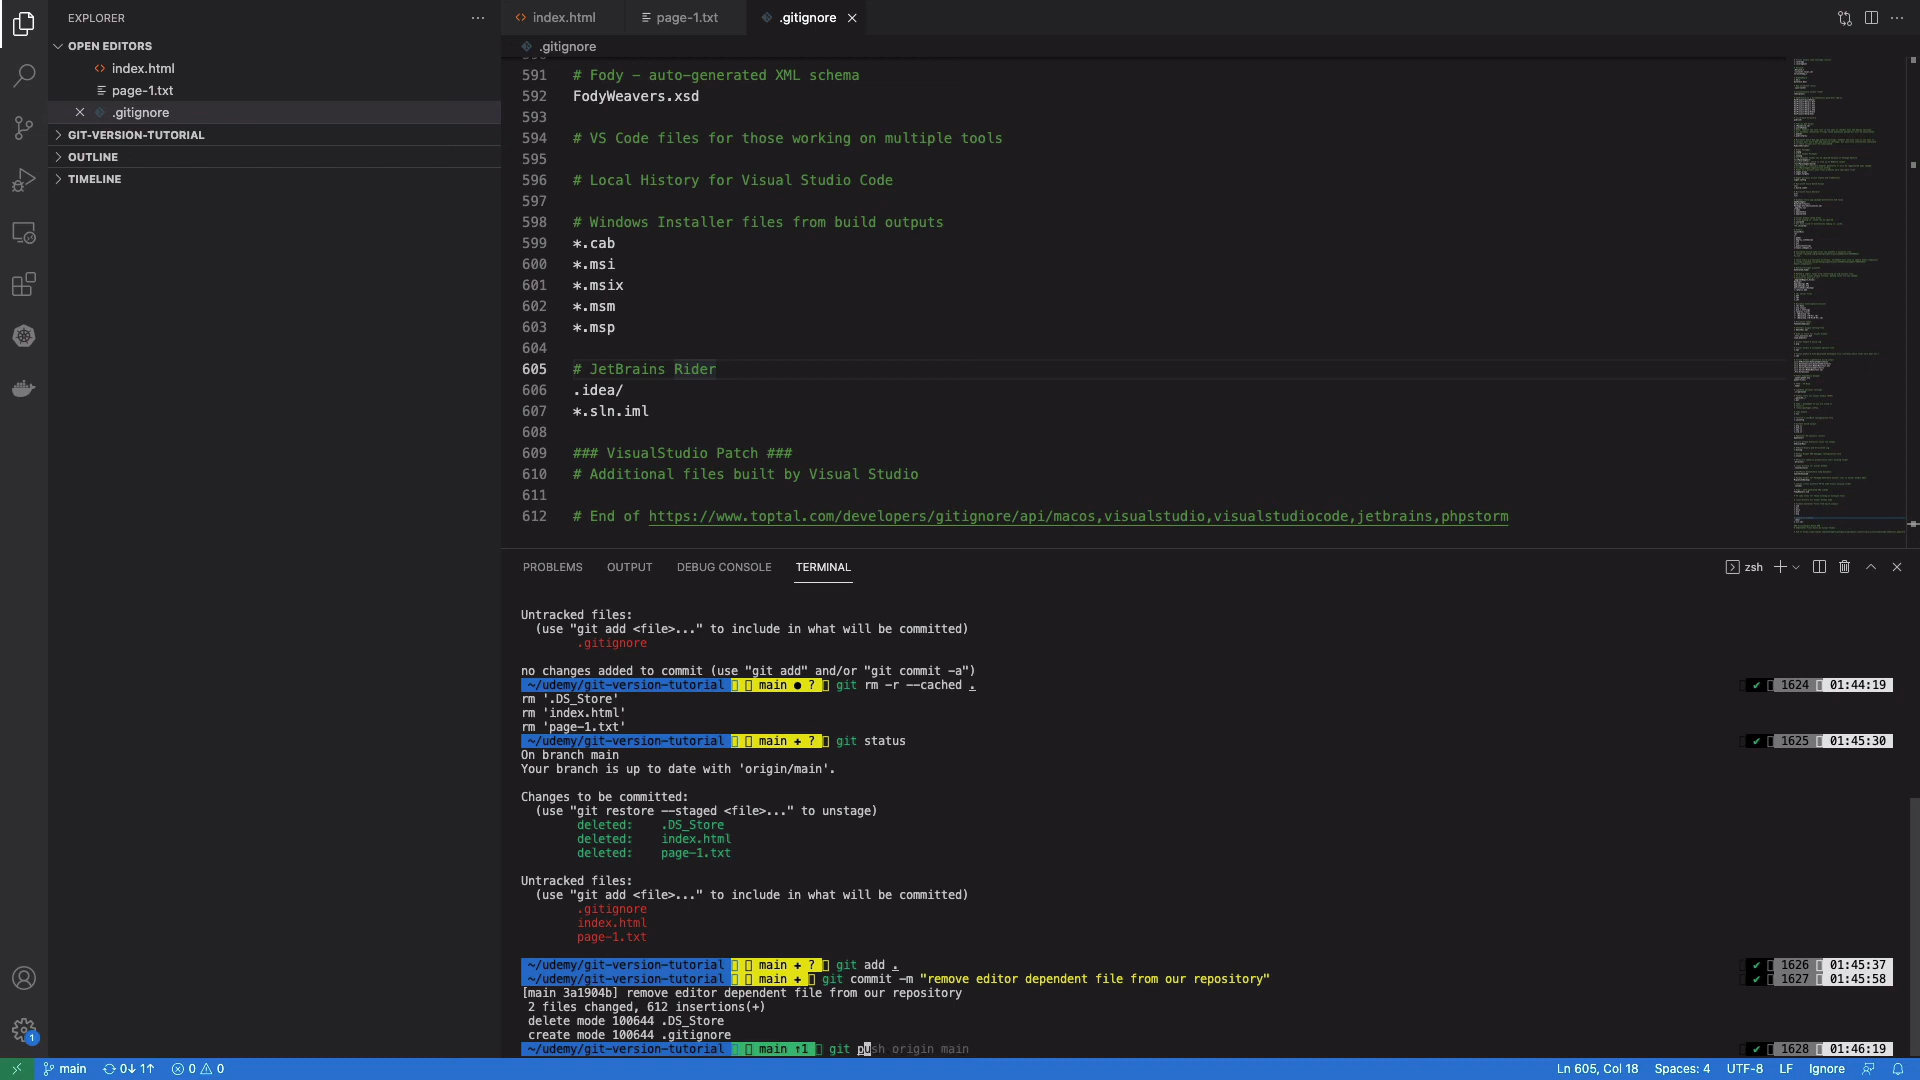 EXPLORER
OPEN EDITORS
index.html
page-1.txt
.gitignore
GIT-VERSION-TUTORIAL
OUTLINE
TIMELINE
index.html
page-1.txt
.gitignore
.gitignore
591 # Fody - auto-generated XML schema
592 FodyWeavers.xsd
593
594 # VS Code files for those working on multiple tools
595
596 # Local History for Visual Studio Code
597
598 # Windows Installer files from build outputs
599 *.cab
600 *.msi
601 *.msix
602 *.msm
603 *.msp
604
605 # JetBrains Rider
606 .idea/
607 *.sln.iml
608
609 ### VisualStudio Patch ###
610 # Additional files built by Visual Studio
611
612 # End of https://www.toptal.com/developers/gitignore/api/macos,visualstudio,visualstudiocode,jetbrains,phpstorm
PROBLEMS OUTPUT DEBUG CONSOLE TERMINAL
zsh
Untracked files:
(use "git add <file>..." to include in what will be committed)
.gitignore
no changes added to commit (use "git add" and/or "git commit -a")
~/udemy/git-version-tutorial main ● ? git rm -r --cached . ✔ 1624 01:44:19
rm '.DS_Store'
rm 'index.html'
rm 'page-1.txt'
~/udemy/git-version-tutorial main + ? git status ✔ 1625 01:45:30
On branch main
Your branch is up to date with 'origin/main'.
Changes to be committed:
(use "git restore --staged <file>..." to unstage)
deleted: .DS_Store
deleted: index.html
deleted: page-1.txt
Untracked files:
(use "git add <file>..." to include in what will be committed)
.gitignore
index.html
page-1.txt
~/udemy/git-version-tutorial main + ? git add . ✔ 1626 01:45:37
~/udemy/git-version-tutorial main + git commit -m "remove editor dependent file from our repository" ✔ 1627 01:45:58
[main 3a1904b] remove editor dependent file from our repository
2 files changed, 612 insertions(+)
delete mode 100644 .DS_Store
create mode 100644 .gitignore
~/udemy/git-version-tutorial main ↑1 git push origin main ✔ 1628 01:46:19
1
main 0↓ 1↑ 0 0 Ln 605, Col 18 Spaces: 4 UTF-8 LF Ignore